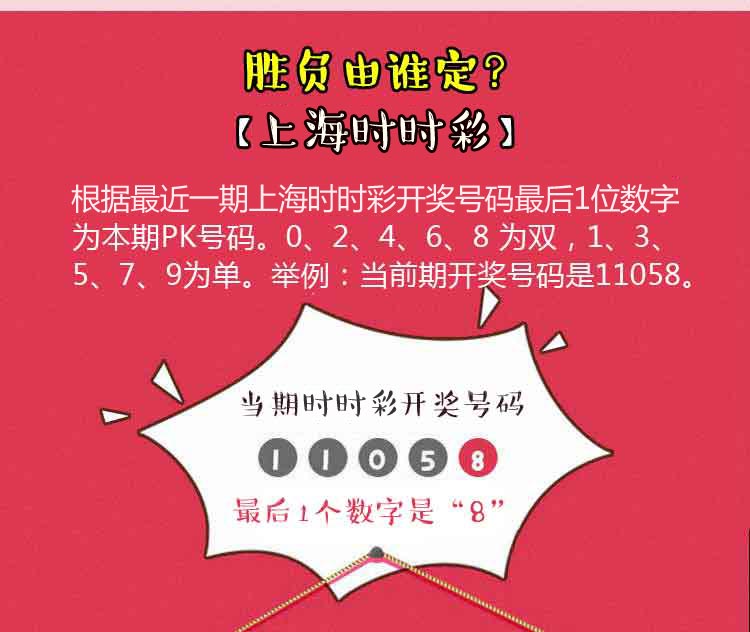 胜负由谁定?
【上海时时彩】
根据最近一期上海时时彩开奖号码最后1位数字
为本期PK号码。0、2、4、6、8 为双，1、3、
5、7、9为单。举例：当前期开奖号码是11058。
当期时时彩开奖号码
1 1 0 5 8
最后1个数字是“8”